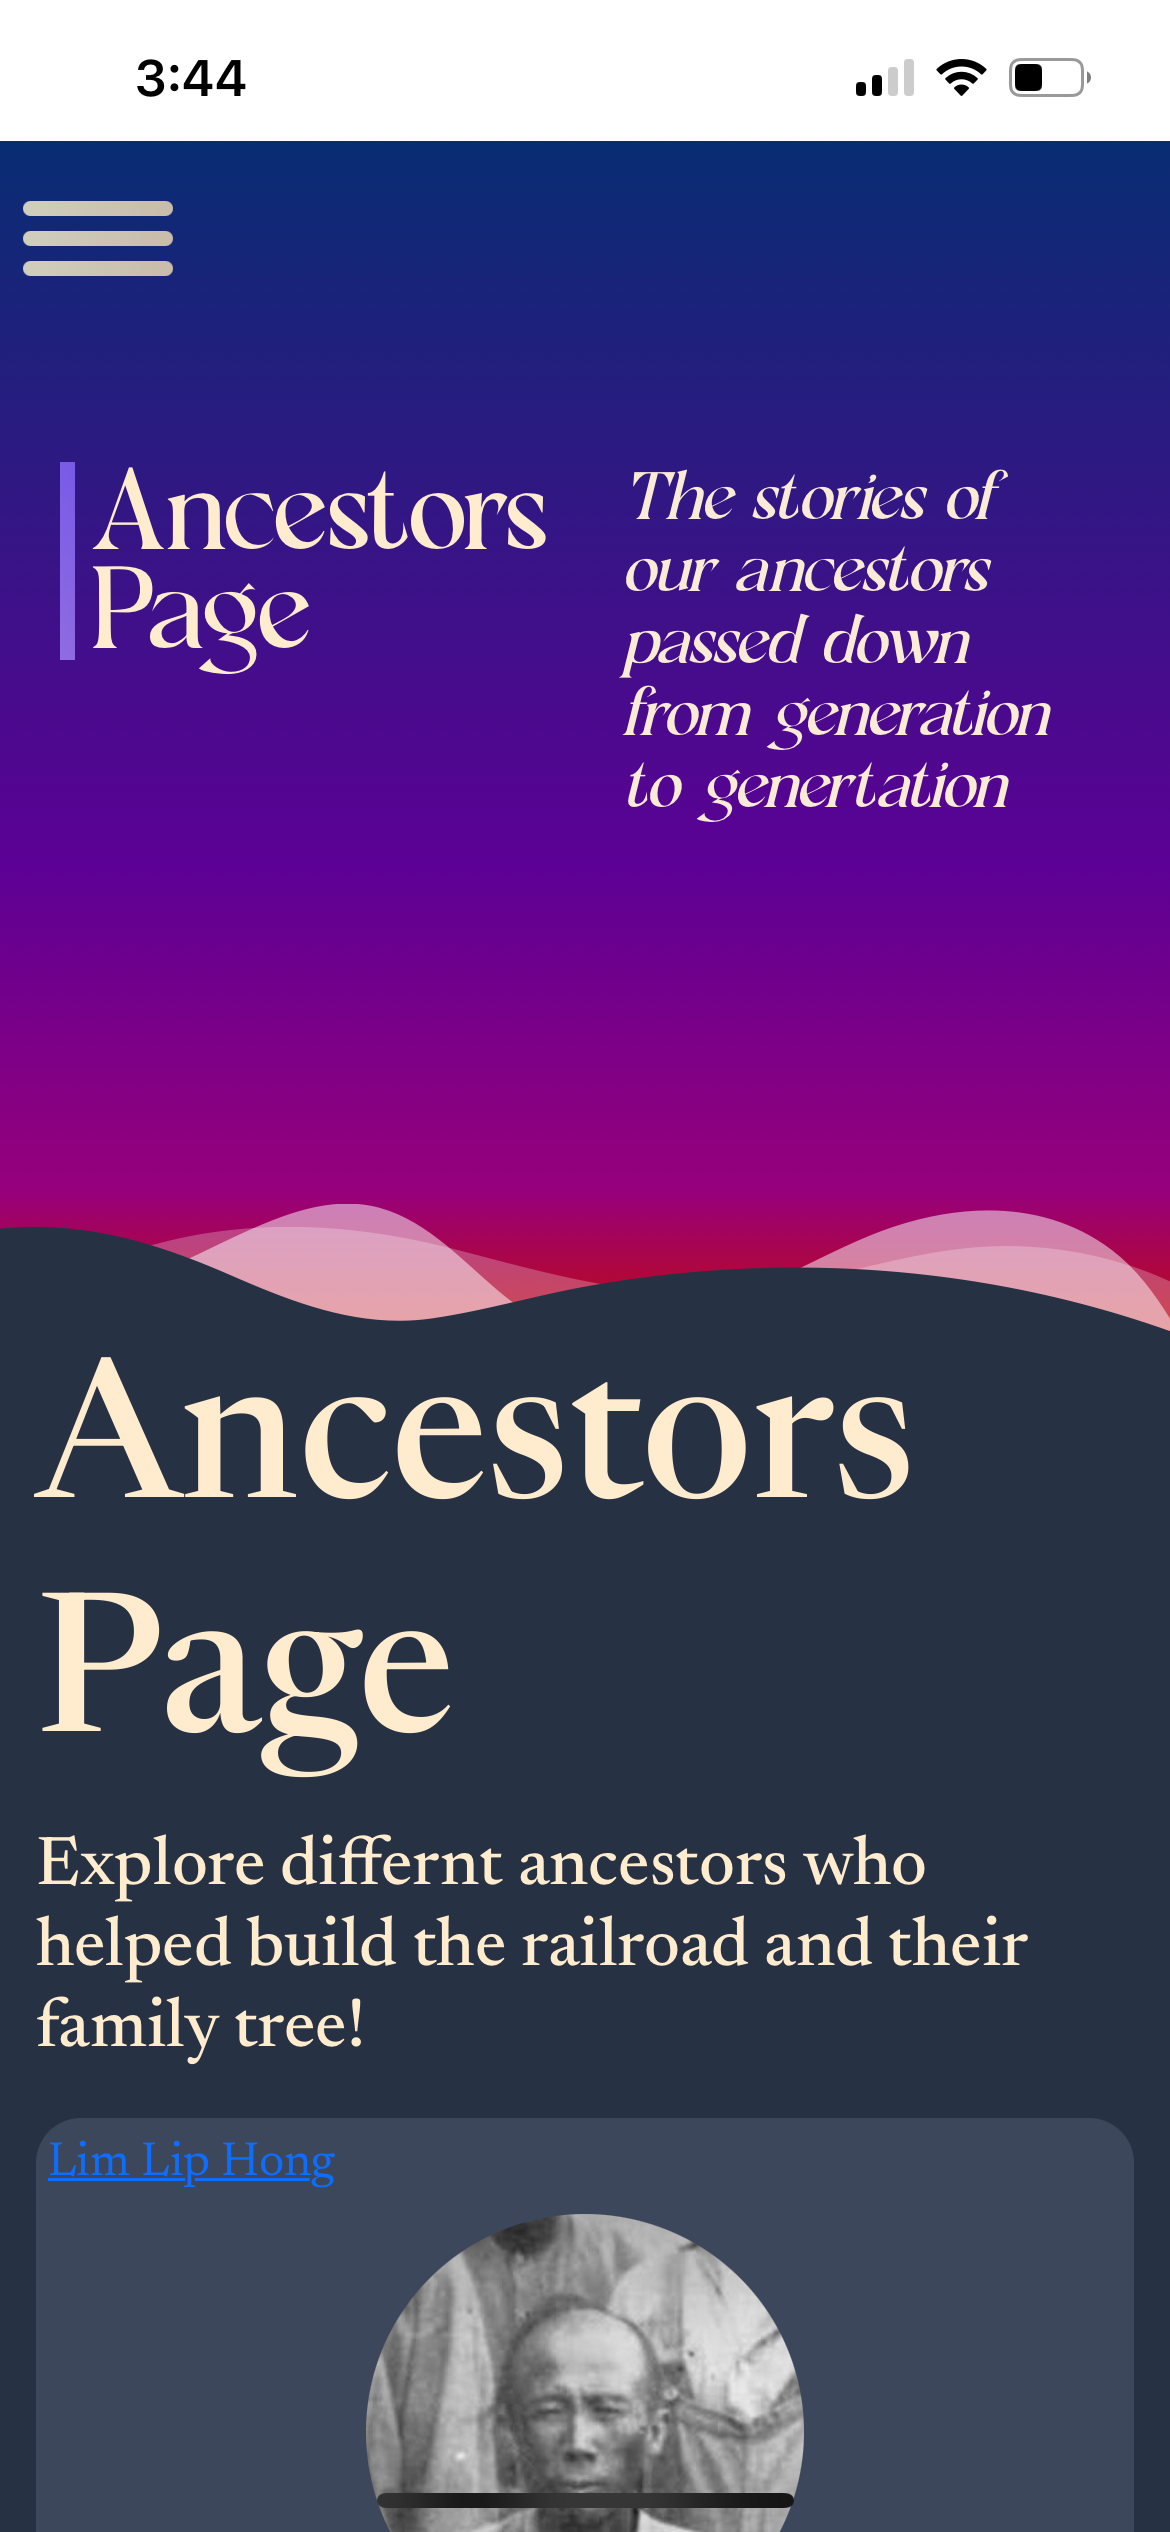 3:44
Ancestors
Page
The stories of
our ancestors
passed down
from generation
to genertation
Ancestors
Page
Explore differnt ancestors who
helped build the railroad and their
family tree!
Lim Lip Hong